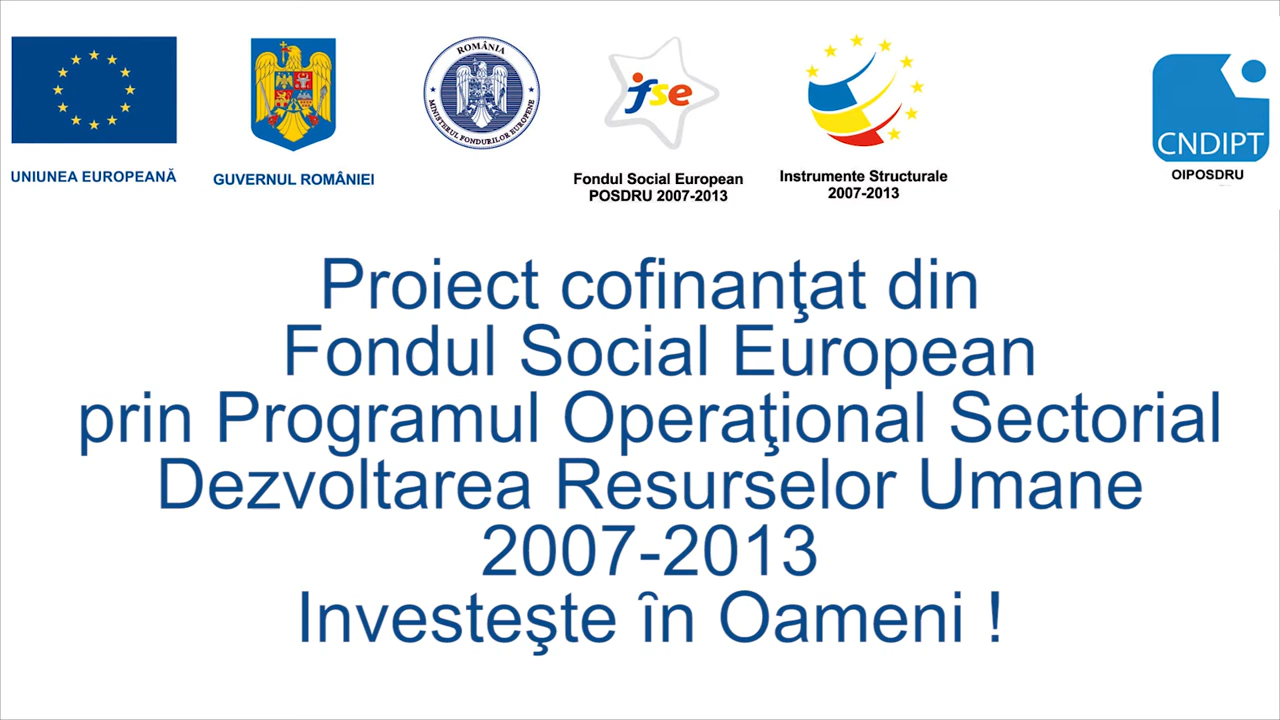 UNIUNEA EUROPEANĂ
GUVERNUL ROMÂNIEI
ROMÂNIA
MINISTERUL FONDURILOR EUROPENE
fse
Fondul Social European
POSDRU 2007-2013
Instrumente Structurale
2007-2013
CNDIPT
OIPOSDRU
Proiect cofinanţat din
Fondul Social European
prin Programul Operaţional Sectorial
Dezvoltarea Resurselor Umane
2007-2013
Investeşte în Oameni !